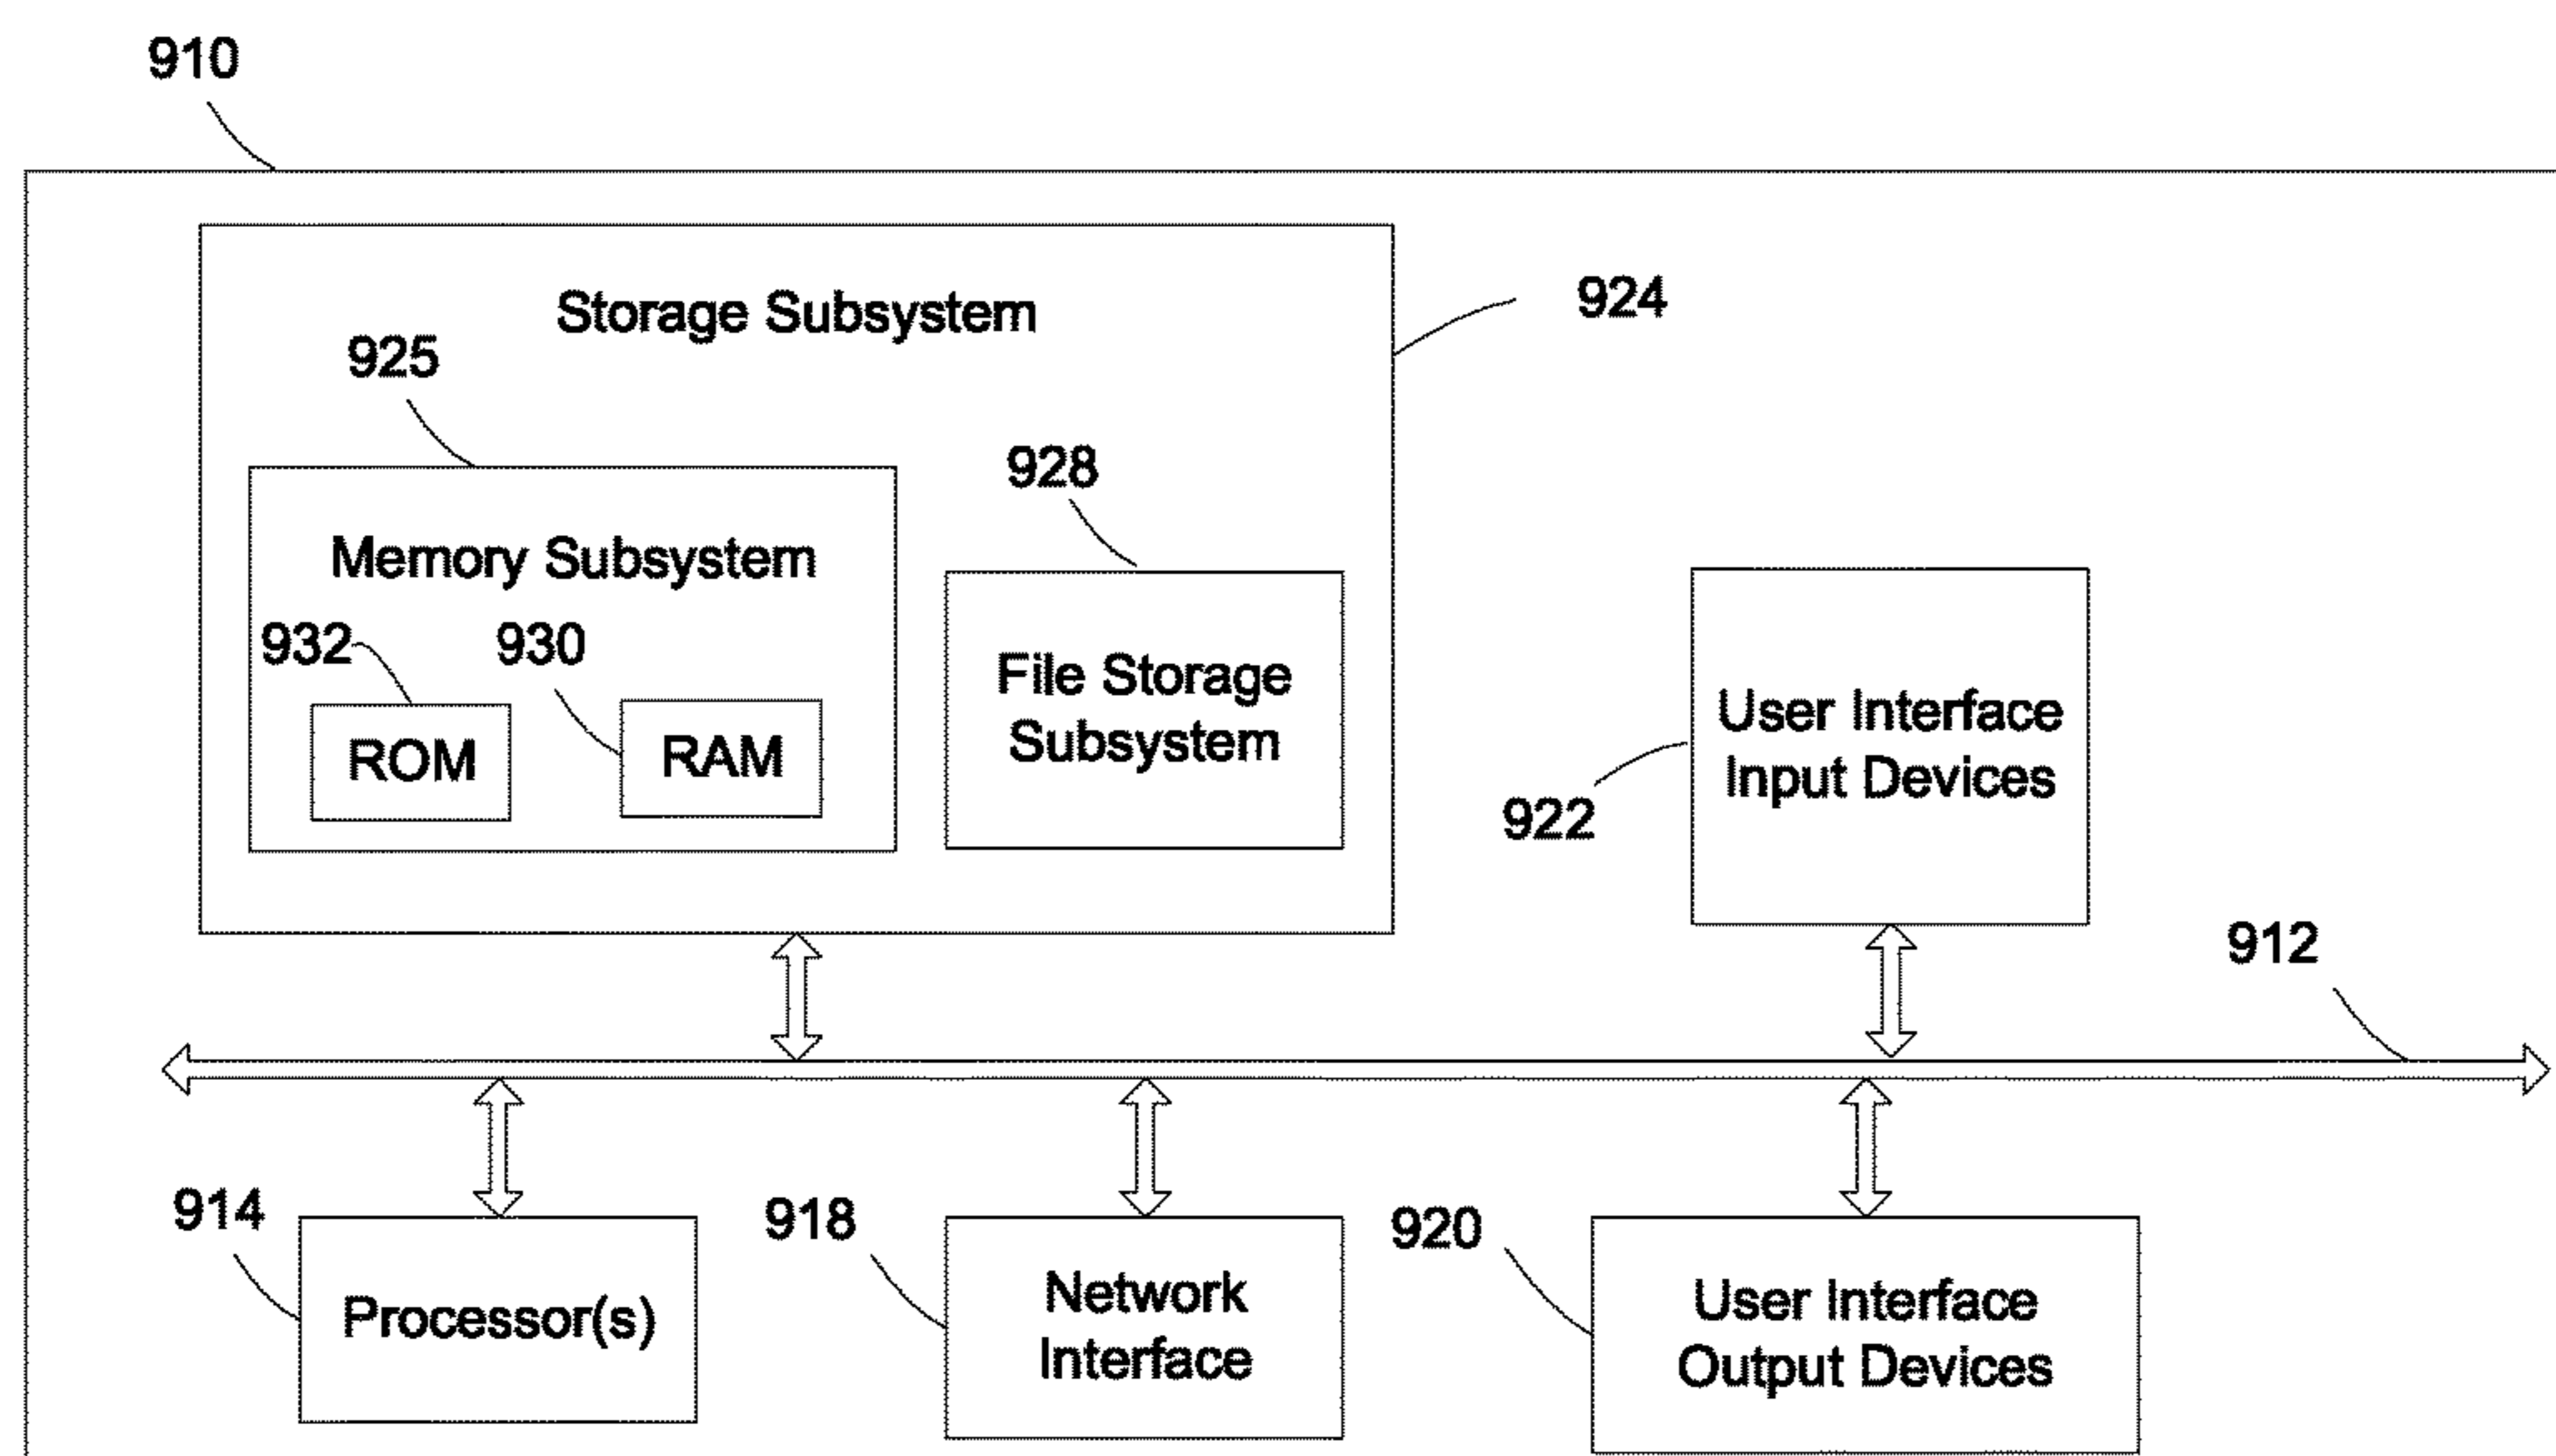 910
Storage Subsystem
924
925
928
Memory Subsystem
932
930
ROM
RAM
File Storage
Subsystem
User Interface
Input Devices
922
912
914
Processor(s)
918
Network
Interface
920
User Interface
Output Devices